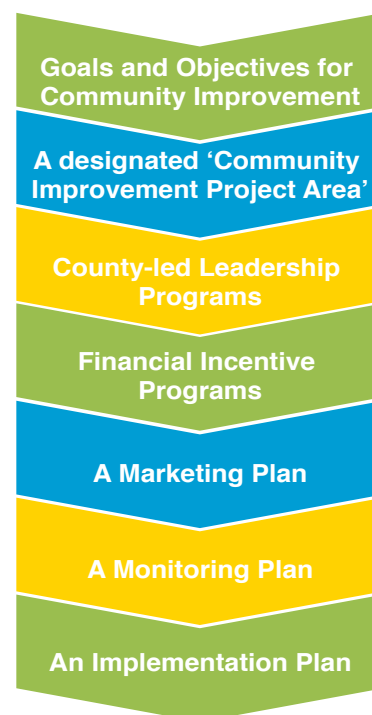 Goals and Objectives for
Community Improvement
A designated ‘Community
Improvement Project Area’
County-led Leadership
Programs
Financial Incentive
Programs
A Marketing Plan
A Monitoring Plan
An Implementation Plan